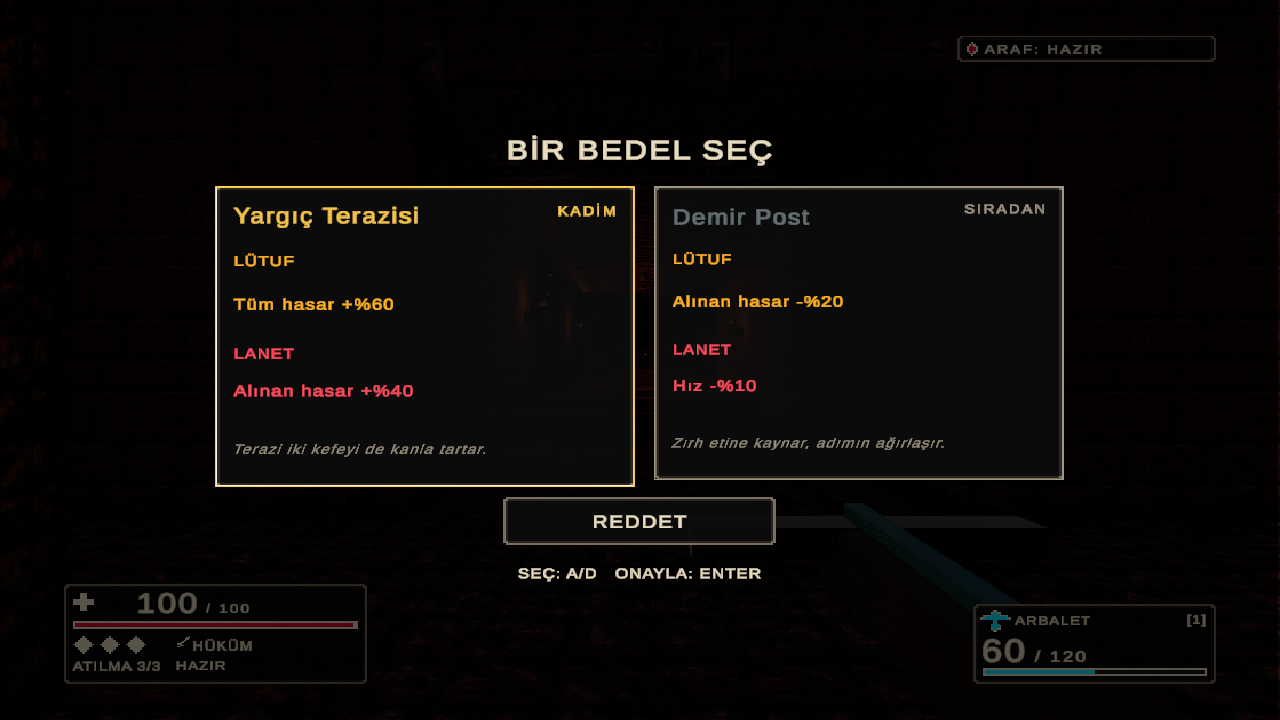 ARAF: HAZIR
BİR BEDEL SEÇ
Yargıç Terazisi
KADİM
LÜTUF
Tüm hasar +%60
LANET
Alınan hasar +%40
Terazi iki kefeyi de kanla tartar.
Demir Post
SIRADAN
LÜTUF
Alınan hasar -%20
LANET
Hız -%10
Zırh etine kaynar, adımın ağırlaşır.
REDDET
SEÇ: A/D ONAYLA: ENTER
100 / 100
HÜKÜM
ATILMA 3/3 HAZIR
ARBALET [1]
60 / 120